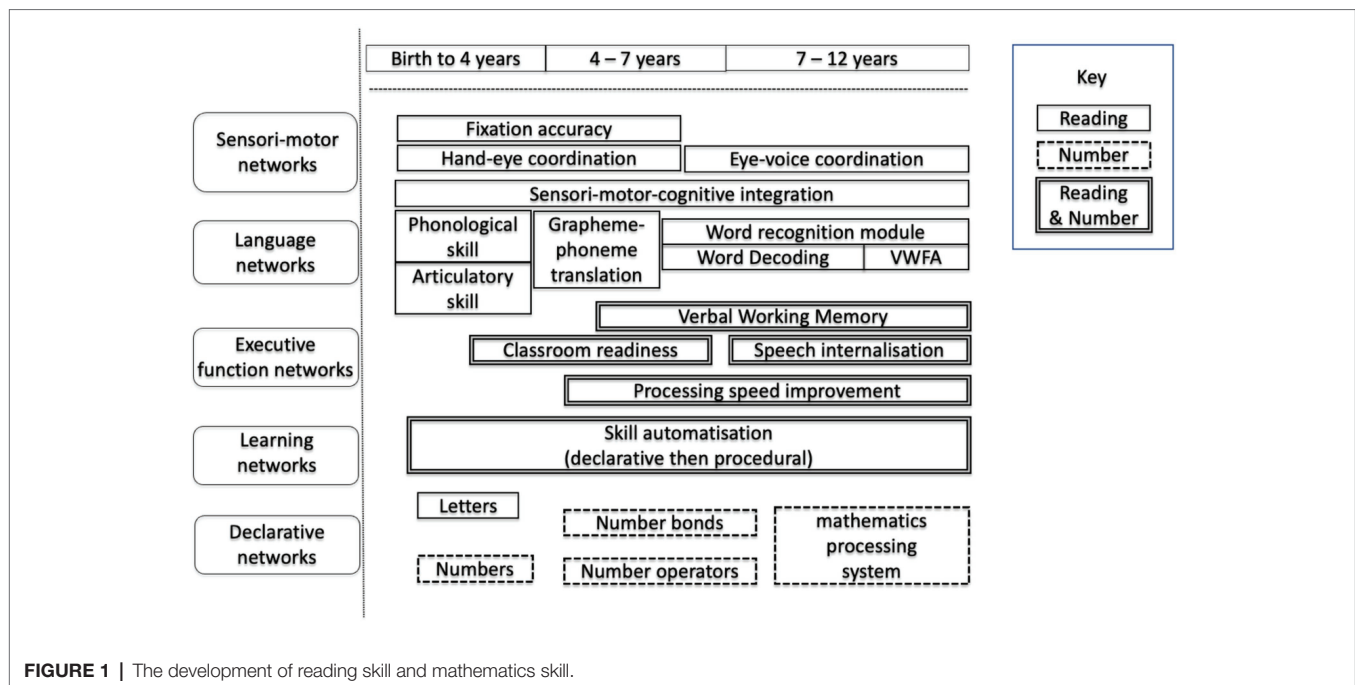 Birth to 4 years
4 – 7 years
7 – 12 years
Key
Reading
Number
Reading
& Number
Sensori-motor
networks
Fixation accuracy
Hand-eye coordination
Eye-voice coordination
Sensori-motor-cognitive integration
Language
networks
Phonological
skill
Articulatory
skill
Grapheme-
phoneme
translation
Word recognition module
Word Decoding
VWFA
Executive
function networks
Verbal Working Memory
Classroom readiness
Speech internalisation
Processing speed improvement
Learning
networks
Skill automatisation
(declarative then procedural)
Declarative
networks
Letters
Numbers
Number bonds
Number operators
mathematics
processing
system
FIGURE 1 | The development of reading skill and mathematics skill.